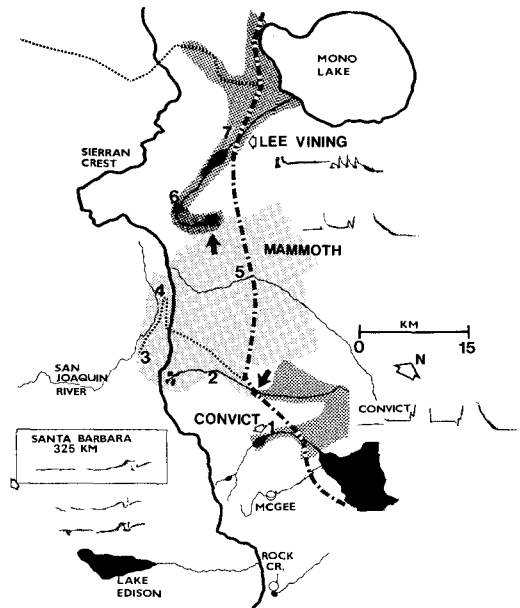 MONO
LAKE
7
LEE VINING
SIERRAN
CREST
6
MAMMOTH
5
4
KM
0 15
3
N
SAN
JOAQUIN
RIVER
2
CONVICT
CONVICT
1
SANTA BARBARA
325 KM
MCGEE
ROCK
CR.
LAKE
EDISON